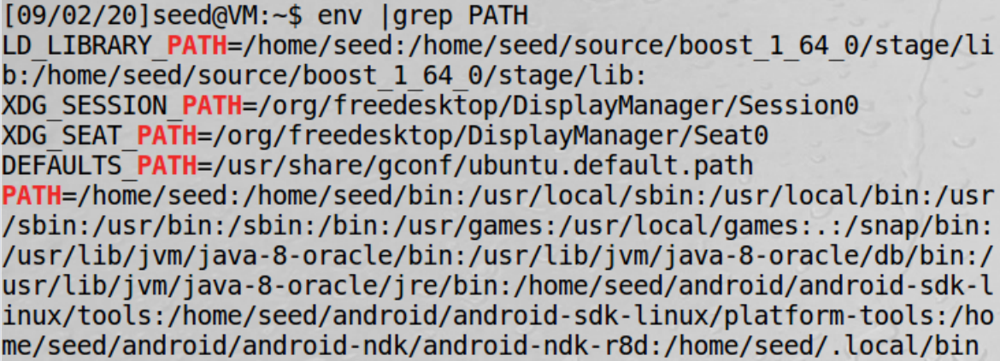 [09/02/20]seed@VM:~$ env |grep PATH
LD_LIBRARY_PATH=/home/seed:/home/seed/source/boost_1_64_0/stage/li
b:/home/seed/source/boost_1_64_0/stage/lib:
XDG_SESSION_PATH=/org/freedesktop/DisplayManager/Session0
XDG_SEAT_PATH=/org/freedesktop/DisplayManager/Seat0
DEFAULTS_PATH=/usr/share/gconf/ubuntu.default.path
PATH=/home/seed:/home/seed/bin:/usr/local/sbin:/usr/local/bin:/usr
/sbin:/usr/bin:/sbin:/bin:/usr/games:/usr/local/games:.:/snap/bin:
/usr/lib/jvm/java-8-oracle/bin:/usr/lib/jvm/java-8-oracle/db/bin:/
usr/lib/jvm/java-8-oracle/jre/bin:/home/seed/android/android-sdk-l
inux/tools:/home/seed/android/android-sdk-linux/platform-tools:/ho
me/seed/android/android-ndk/android-ndk-r8d:/home/seed/.local/bin